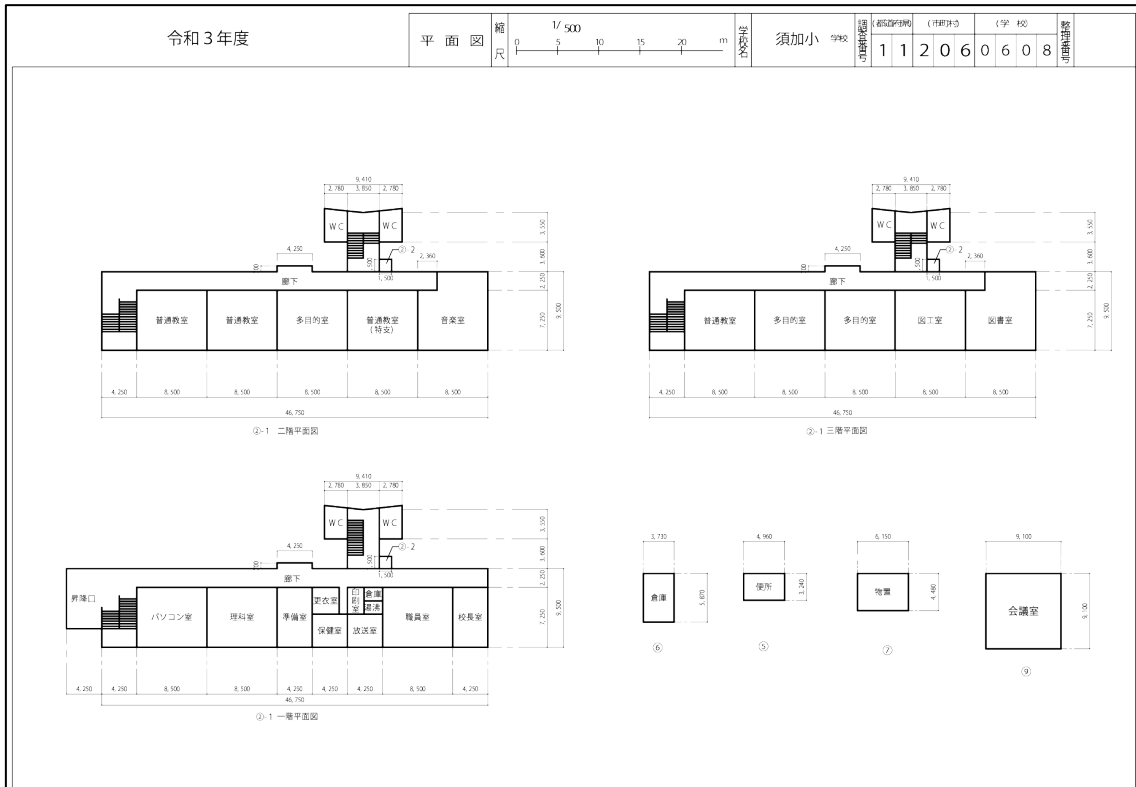 令和3年度
平面図
縮尺
1/500
0 5 10 15 20 m
学校名
須加小 学校
調査番号
(都道府県) (市町村) (学校)
1 1 2 0 6 0 6 0 8
整理番号
9,410
2,780 3,850 2,780
WC WC
②-2
4,250
2,360
1,500
廊下
普通教室 普通教室 多目的室 普通教室(特支) 音楽室
3,550
3,600
2,250
7,250
9,500
4,250 8,500 8,500 8,500 8,500 8,500
46,750
②-1 二階平面図
9,410
2,780 3,850 2,780
WC WC
②-2
4,250
2,360
1,500
廊下
普通教室 多目的室 多目的室 図工室 図書室
3,550
3,600
2,250
7,250
9,500
4,250 8,500 8,500 8,500 8,500 8,500
46,750
②-1 三階平面図
9,410
2,780 3,850 2,780
WC WC
②-2
4,250
1,500
廊下
昇降口
パソコン室 理科室 準備室 更衣室 保健室 印刷室 倉庫 湯沸 放送室 職員室 校長室
3,550
3,600
2,250
7,250
9,500
4,250 4,250 8,500 8,500 4,250 4,250 4,250 8,500 4,250
46,750
②-1 一階平面図
3,730
倉庫
5,870
⑥
4,960
便所
3,240
⑤
6,150
物置
4,480
⑦
9,100
会議室
9,100
⑨